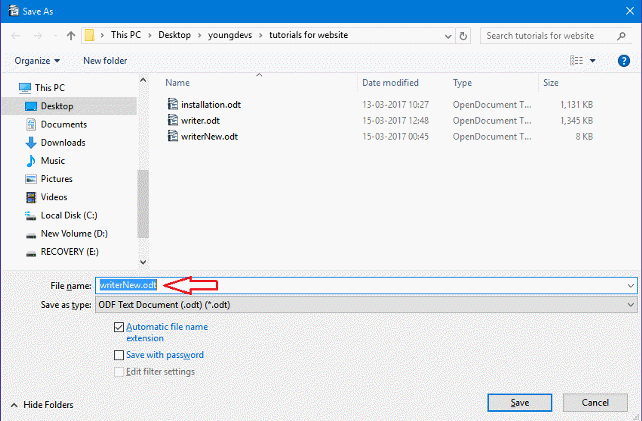 Save As
This PC > Desktop > youngdevs > tutorials for website
Search tutorials for website
Organize New folder
This PC
Desktop
Documents
Downloads
Music
Pictures
Videos
Local Disk (C:)
New Volume (D:)
RECOVERY (E:)
Name Date modified Type Size
installation.odt 13-03-2017 10:27 OpenDocument T... 1,131 KB
writer.odt 15-03-2017 12:48 OpenDocument T... 1,345 KB
writerNew.odt 15-03-2017 00:45 OpenDocument T... 8 KB
File name: writerNew.odt
Save as type: ODF Text Document (.odt) (*.odt)
Automatic file name
extension
Save with password
Edit filter settings
Hide Folders
Save Cancel